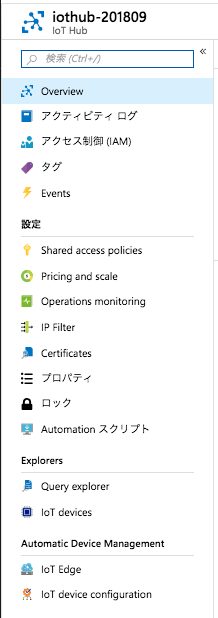 iothub-201809
IoT Hub
検索 (Ctrl+/)
«
Overview
アクティビティ ログ
アクセス制御 (IAM)
タグ
Events
設定
Shared access policies
Pricing and scale
Operations monitoring
IP Filter
Certificates
プロパティ
ロック
Automation スクリプト
Explorers
Query explorer
IoT devices
Automatic Device Management
IoT Edge
IoT device configuration